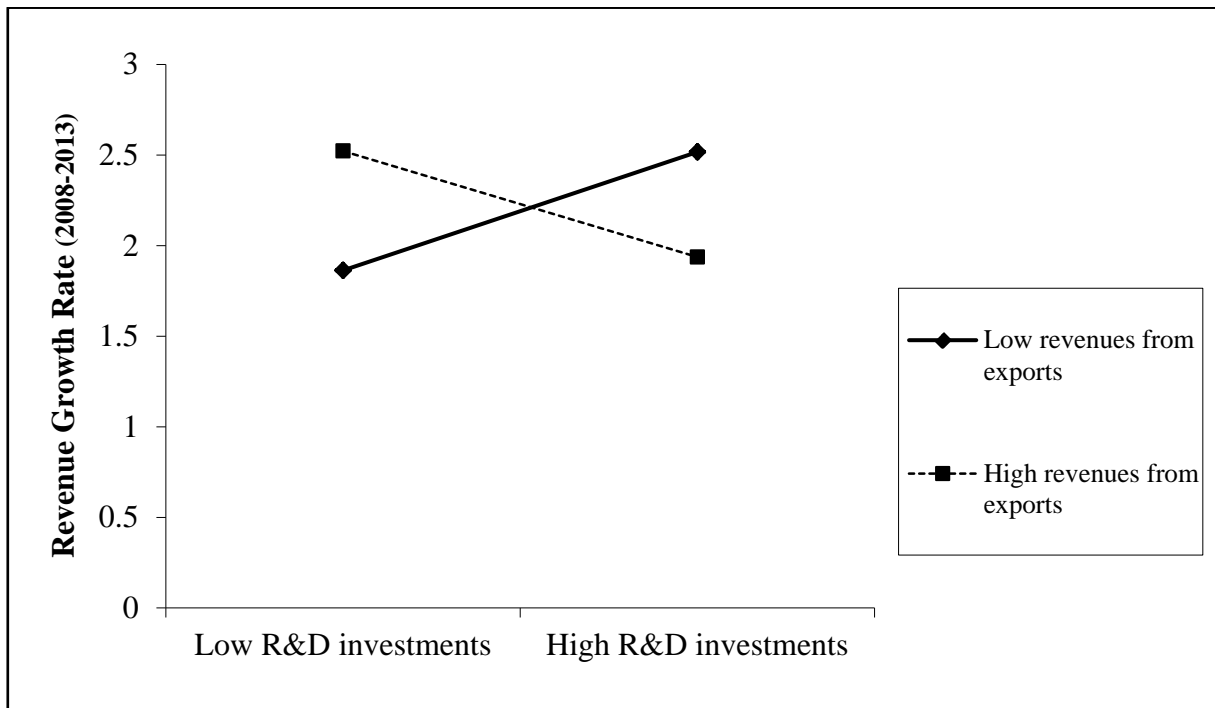 Revenue Growth Rate (2008-2013)
3
2.5
2
1.5
1
0.5
0
Low R&D investments
High R&D investments
Low revenues from
exports
High revenues from
exports